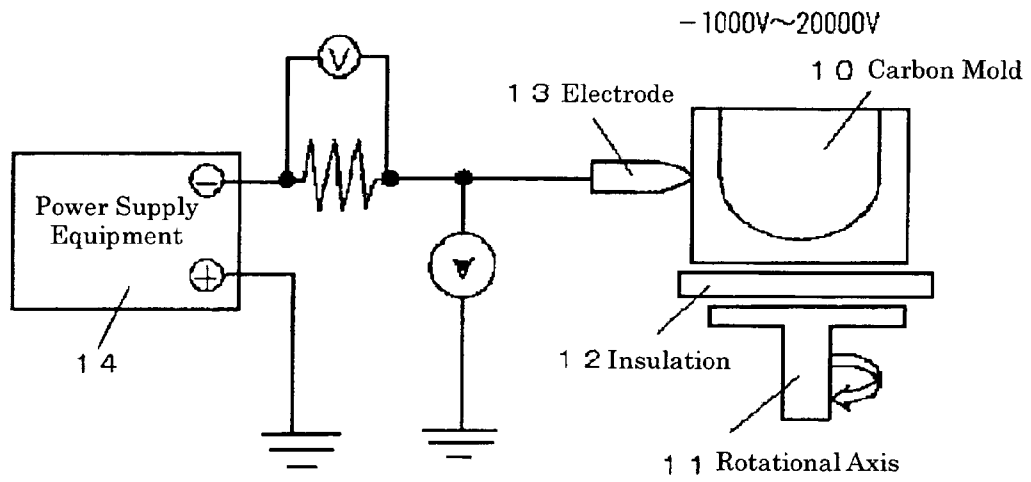 −1000V～20000V
10 Carbon Mold
13 Electrode
V
Power Supply
Equipment
14
12 Insulation
11 Rotational Axis